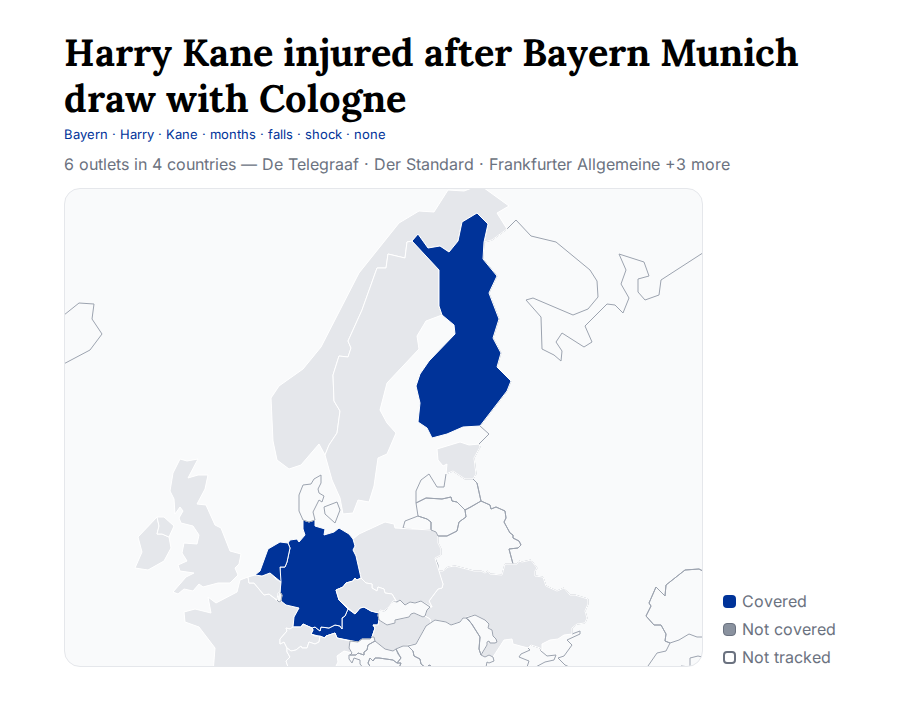 Harry Kane injured after Bayern Munich
draw with Cologne
Bayern · Harry · Kane · months · falls · shock · none
6 outlets in 4 countries — De Telegraaf · Der Standard · Frankfurter Allgemeine +3 more
Covered
Not covered
Not tracked